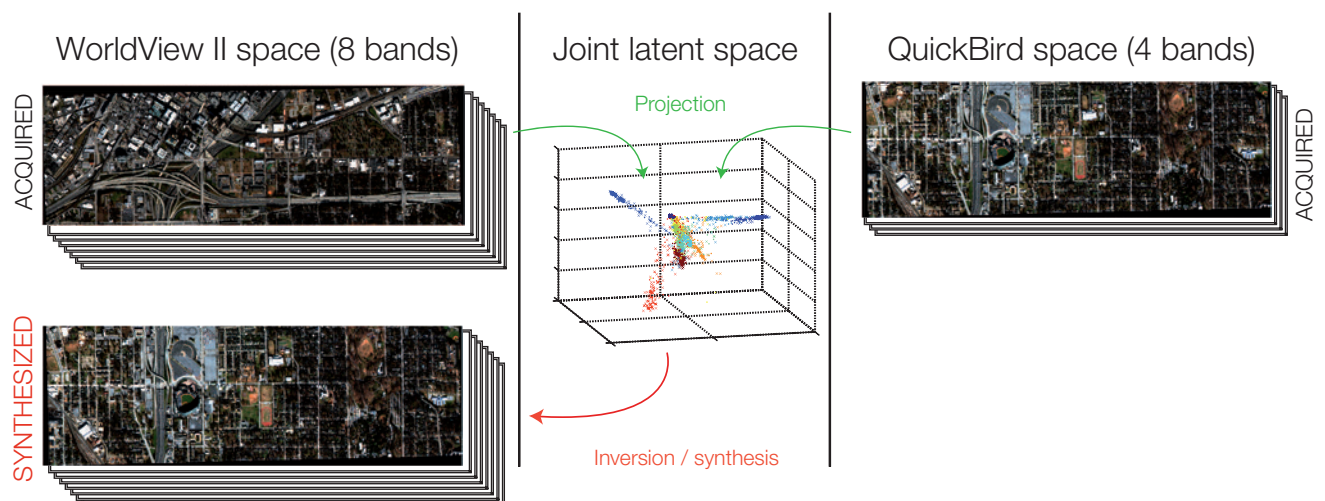 WorldView II space (8 bands)
ACQUIRED
SYNTHESIZED
Joint latent space
Projection
Inversion / synthesis
QuickBird space (4 bands)
ACQUIRED